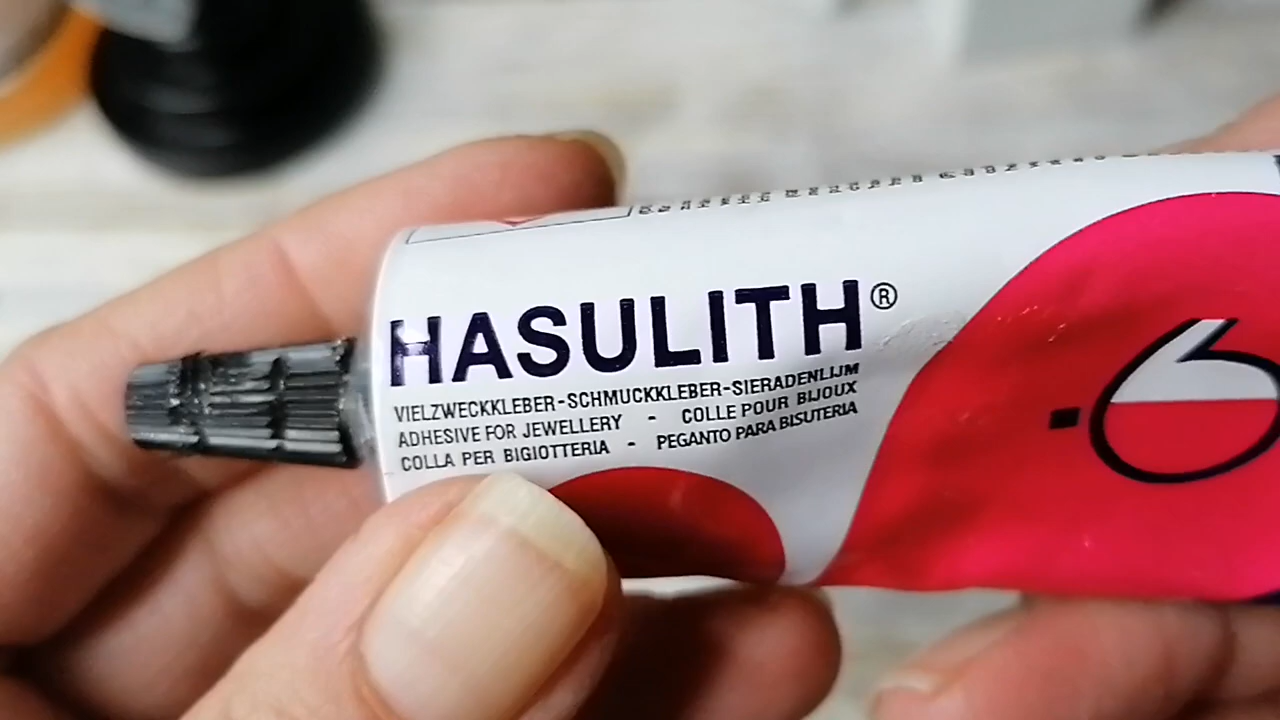 HASULITH®
VIELZWECKKLEBER-SCHMUCKKLEBER-SIERADENLIJM
ADHESIVE FOR JEWELLERY - COLLE POUR BIJOUX
COLLA PER BIGIOTTERIA - PEGANTO PARA BISUTERIA